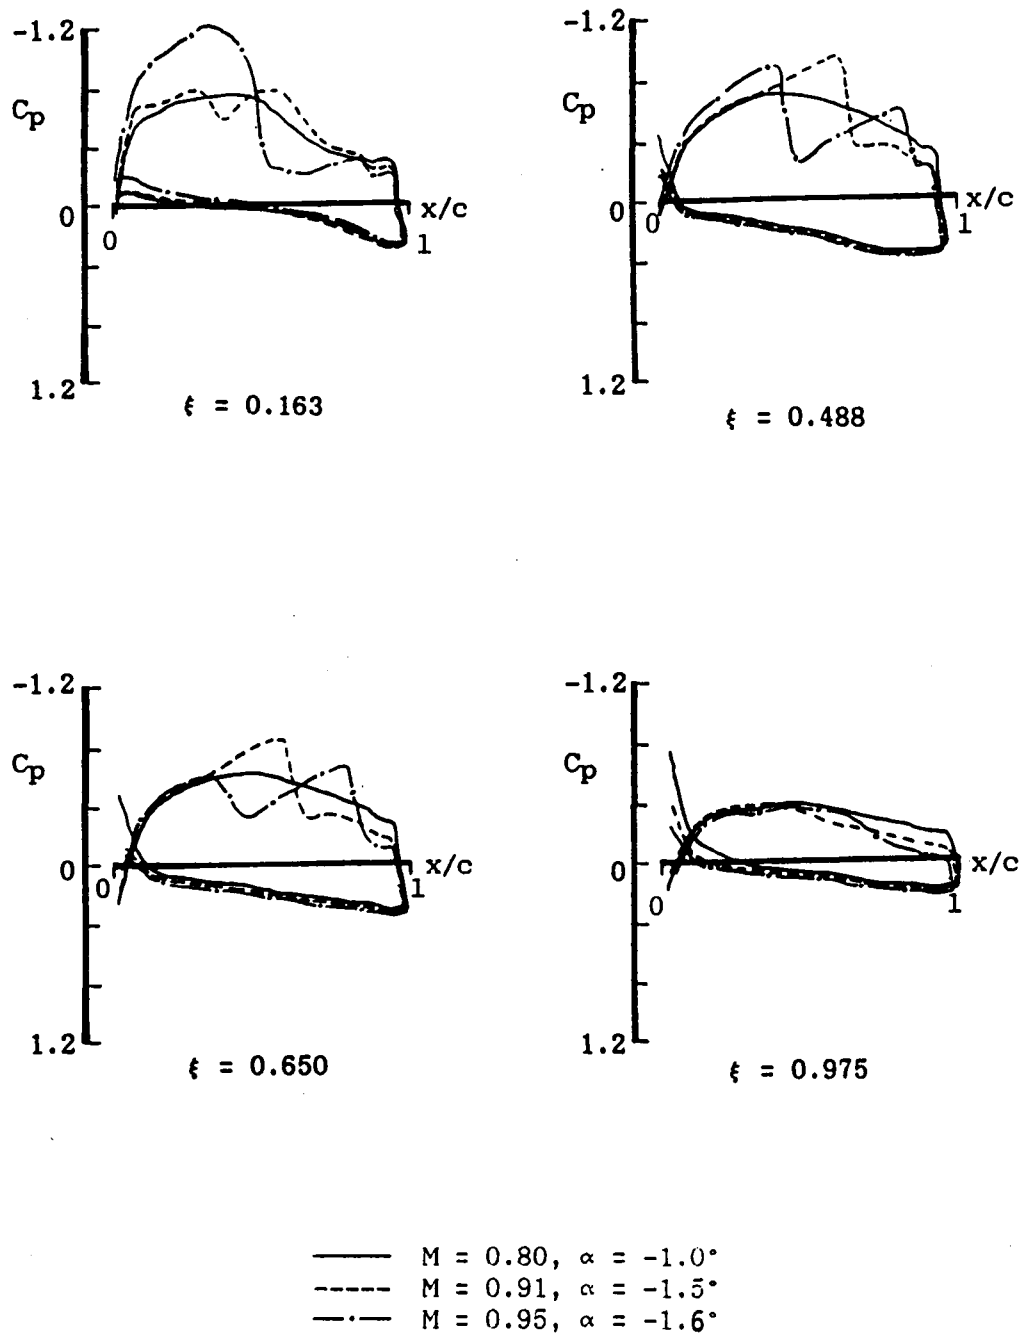 -1.2
Cp
0
0
x/c
1
1.2
ξ = 0.163
-1.2
Cp
0
0
x/c
1
1.2
ξ = 0.488
-1.2
Cp
0
0
x/c
1
1.2
ξ = 0.650
-1.2
Cp
0
0
x/c
1
1.2
ξ = 0.975
M = 0.80, α = -1.0°
M = 0.91, α = -1.5°
M = 0.95, α = -1.6°